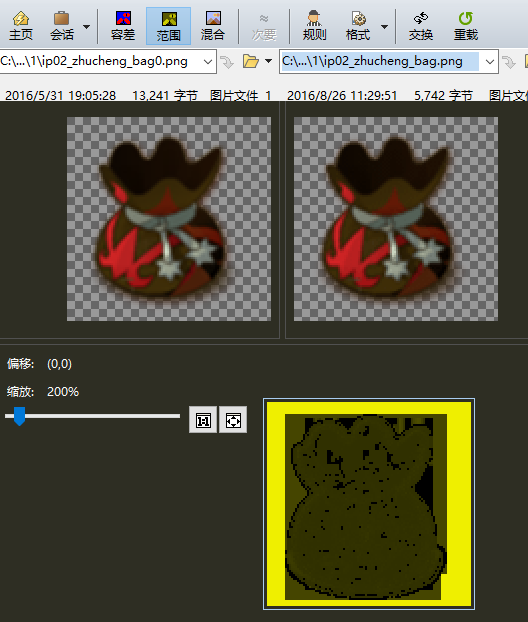 主页 会话 容差 范围 混合 次要 规则 格式 交换 重载
C:\...\1\ip02_zhucheng_bag0.png C:\...\1\ip02_zhucheng_bag.png
2016/5/31 19:05:28 13,241 字节 图片文件 1 2016/8/26 11:29:51 5,742 字节 图片文件
偏移: (0,0)
缩放: 200%
1:1